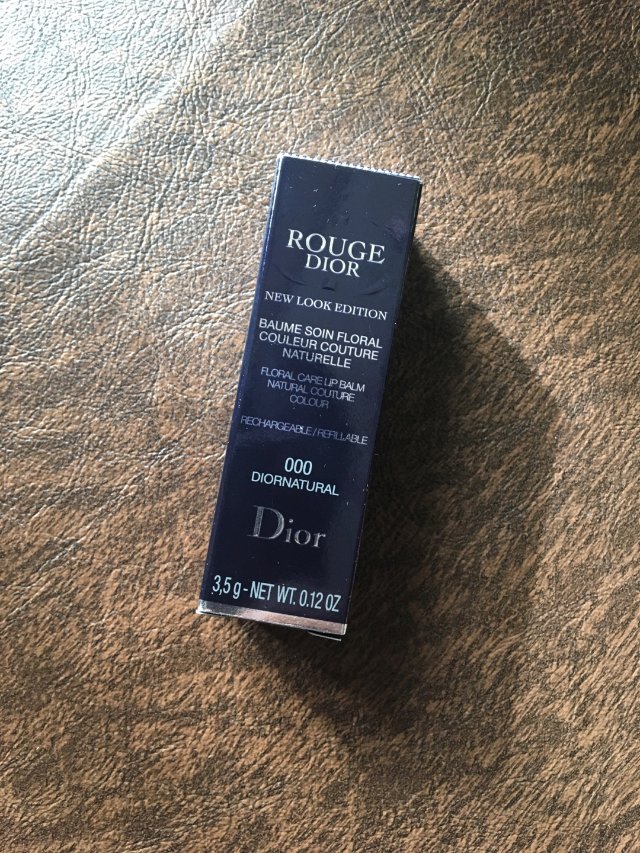 ROUGE
DIOR
NEW LOOK EDITION
BAUME SOIN FLORAL
COULEUR COUTURE
NATURELLE
FLORAL CARE LIP BALM
NATURAL COUTURE
COLOUR
RECHARGEABLE/REFILLABLE
000
DIORNATURAL
Dior
3,5 g - NET WT. 0.12 OZ